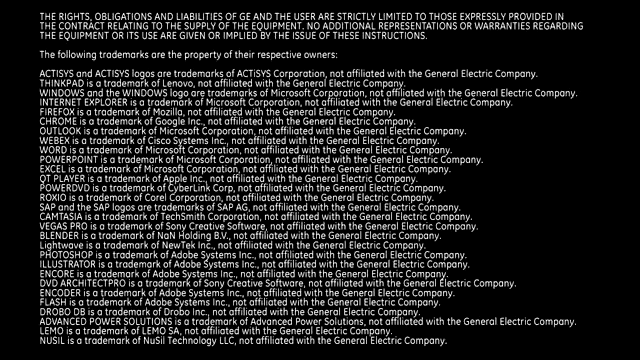 THE RIGHTS, OBLIGATIONS AND LIABILITIES OF GE AND THE USER ARE STRICTLY LIMITED TO THOSE EXPRESSLY PROVIDED IN
THE CONTRACT RELATING TO THE SUPPLY OF THE EQUIPMENT. NO ADDITIONAL REPRESENTATIONS OR WARRANTIES REGARDING
THE EQUIPMENT OR ITS USE ARE GIVEN OR IMPLIED BY THE ISSUE OF THESE INSTRUCTIONS.
The following trademarks are the property of their respective owners:
ACTISYS and ACTISYS logos are trademarks of ACTiSYS Corporation, not affiliated with the General Electric Company.
THINKPAD is a trademark of Lenovo, not affiliated with the General Electric Company.
WINDOWS and the WINDOWS logo are trademarks of Microsoft Corporation, not affiliated with the General Electric Company.
INTERNET EXPLORER is a trademark of Microsoft Corporation, not affiliated with the General Electric Company.
FIREFOX is a trademark of Mozilla, not affiliated with the General Electric Company.
CHROME is a trademark of Google Inc., not affiliated with the General Electric Company.
OUTLOOK is a trademark of Microsoft Corporation, not affiliated with the General Electric Company.
WEBEX is a trademark of Cisco Systems Inc., not affiliated with the General Electric Company.
WORD is a trademark of Microsoft Corporation, not affiliated with the General Electric Company.
POWERPOINT is a trademark of Microsoft Corporation, not affiliated with the General Electric Company.
EXCEL is a trademark of Microsoft Corporation, not affiliated with the General Electric Company.
QT PLAYER is a trademark of Apple Inc., not affiliated with the General Electric Company.
POWERDVD is a trademark of CyberLink Corp, not affiliated with the General Electric Company.
ROXIO is a trademark of Corel Corporation, not affiliated with the General Electric Company.
SAP and the SAP logos are trademarks of SAP AG, not affiliated with the General Electric Company.
CAMTASIA is a trademark of TechSmith Corporation, not affiliated with the General Electric Company.
VEGAS PRO is a trademark of Sony Creative Software, not affiliated with the General Electric Company.
BLENDER is a trademark of NaN Holding B.V., not affiliated with the General Electric Company.
Lightwave is a trademark of NewTek Inc., not affiliated with the General Electric Company.
PHOTOSHOP is a trademark of Adobe Systems Inc., not affiliated with the General Electric Company.
ILLUSTRATOR is a trademark of Adobe Systems Inc., not affiliated with the General Electric Company.
ENCORE is a trademark of Adobe Systems Inc., not affiliated with the General Electric Company.
DVD ARCHITECTPRO is a trademark of Sony Creative Software, not affiliated with the General Electric Company.
ENCODER is a trademark of Adobe Systems Inc., not affiliated with the General Electric Company.
FLASH is a trademark of Adobe Systems Inc., not affiliated with the General Electric Company.
DROBO DB is a trademark of Drobo Inc., not affiliated with the General Electric Company.
ADVANCED POWER SOLUTIONS is a trademark of Advanced Power Solutions, not affiliated with the General Electric Company.
LEMO is a trademark of LEMO SA, not affiliated with the General Electric Company.
NUSIL is a trademark of NuSil Technology LLC, not affiliated with the General Electric Company.